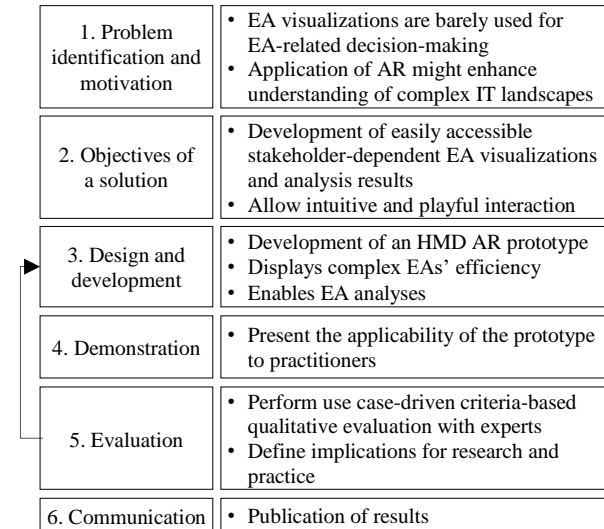 1. Problem
identification and
motivation
• EA visualizations are barely used for
EA-related decision-making
• Application of AR might enhance
understanding of complex IT landscapes
2. Objectives of
a solution
• Development of easily accessible
stakeholder-dependent EA visualizations
and analysis results
• Allow intuitive and playful interaction
3. Design and
development
• Development of an HMD AR prototype
• Displays complex EAs’ efficiency
• Enables EA analyses
4. Demonstration
• Present the applicability of the prototype
to practitioners
5. Evaluation
• Perform use case-driven criteria-based
qualitative evaluation with experts
• Define implications for research and
practice
6. Communication
• Publication of results